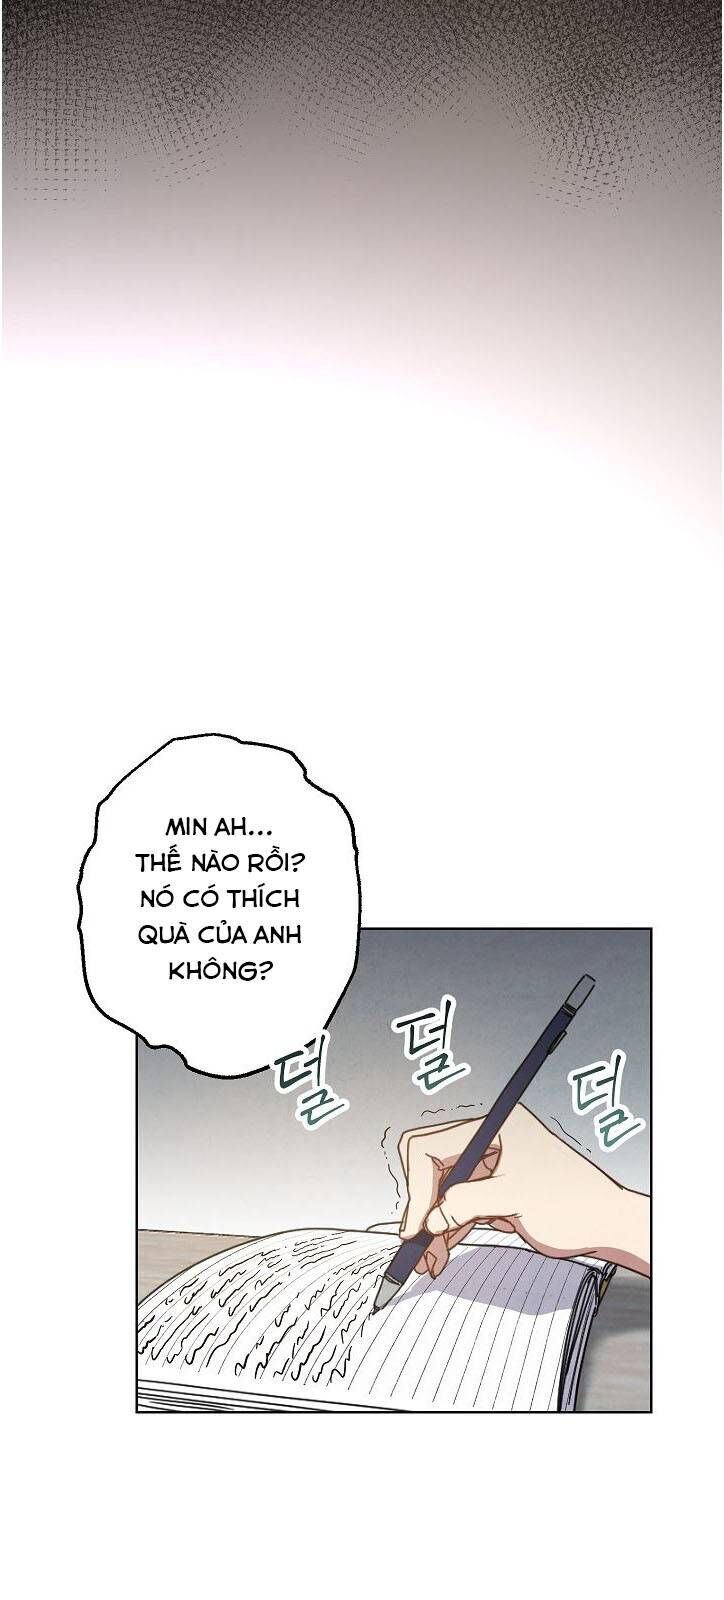 MIN AH...
THẾ NÀO RỒI?
NÓ CÓ THÍCH
QUÀ CỦA ANH
KHÔNG?
덜
덜
덜